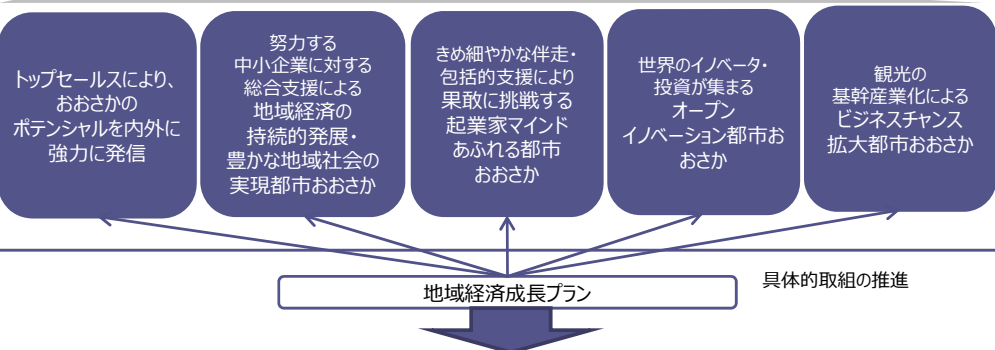 トップセールスにより、
おおさかの
ポテンシャルを内外に
強力に発信
努力する
中小企業に対する
総合支援による
地域経済の
持続的発展・
豊かな地域社会の
実現都市おおさか
きめ細やかな伴走・
包括的支援により
果敢に挑戦する
起業家マインド
あふれる都市
おおさか
世界のイノベータ・
投資が集まる
オープン
イノベーション都市お
おさか
観光の
基幹産業化による
ビジネスチャンス
拡大都市おおさか
地域経済成長プラン
具体的取組の推進